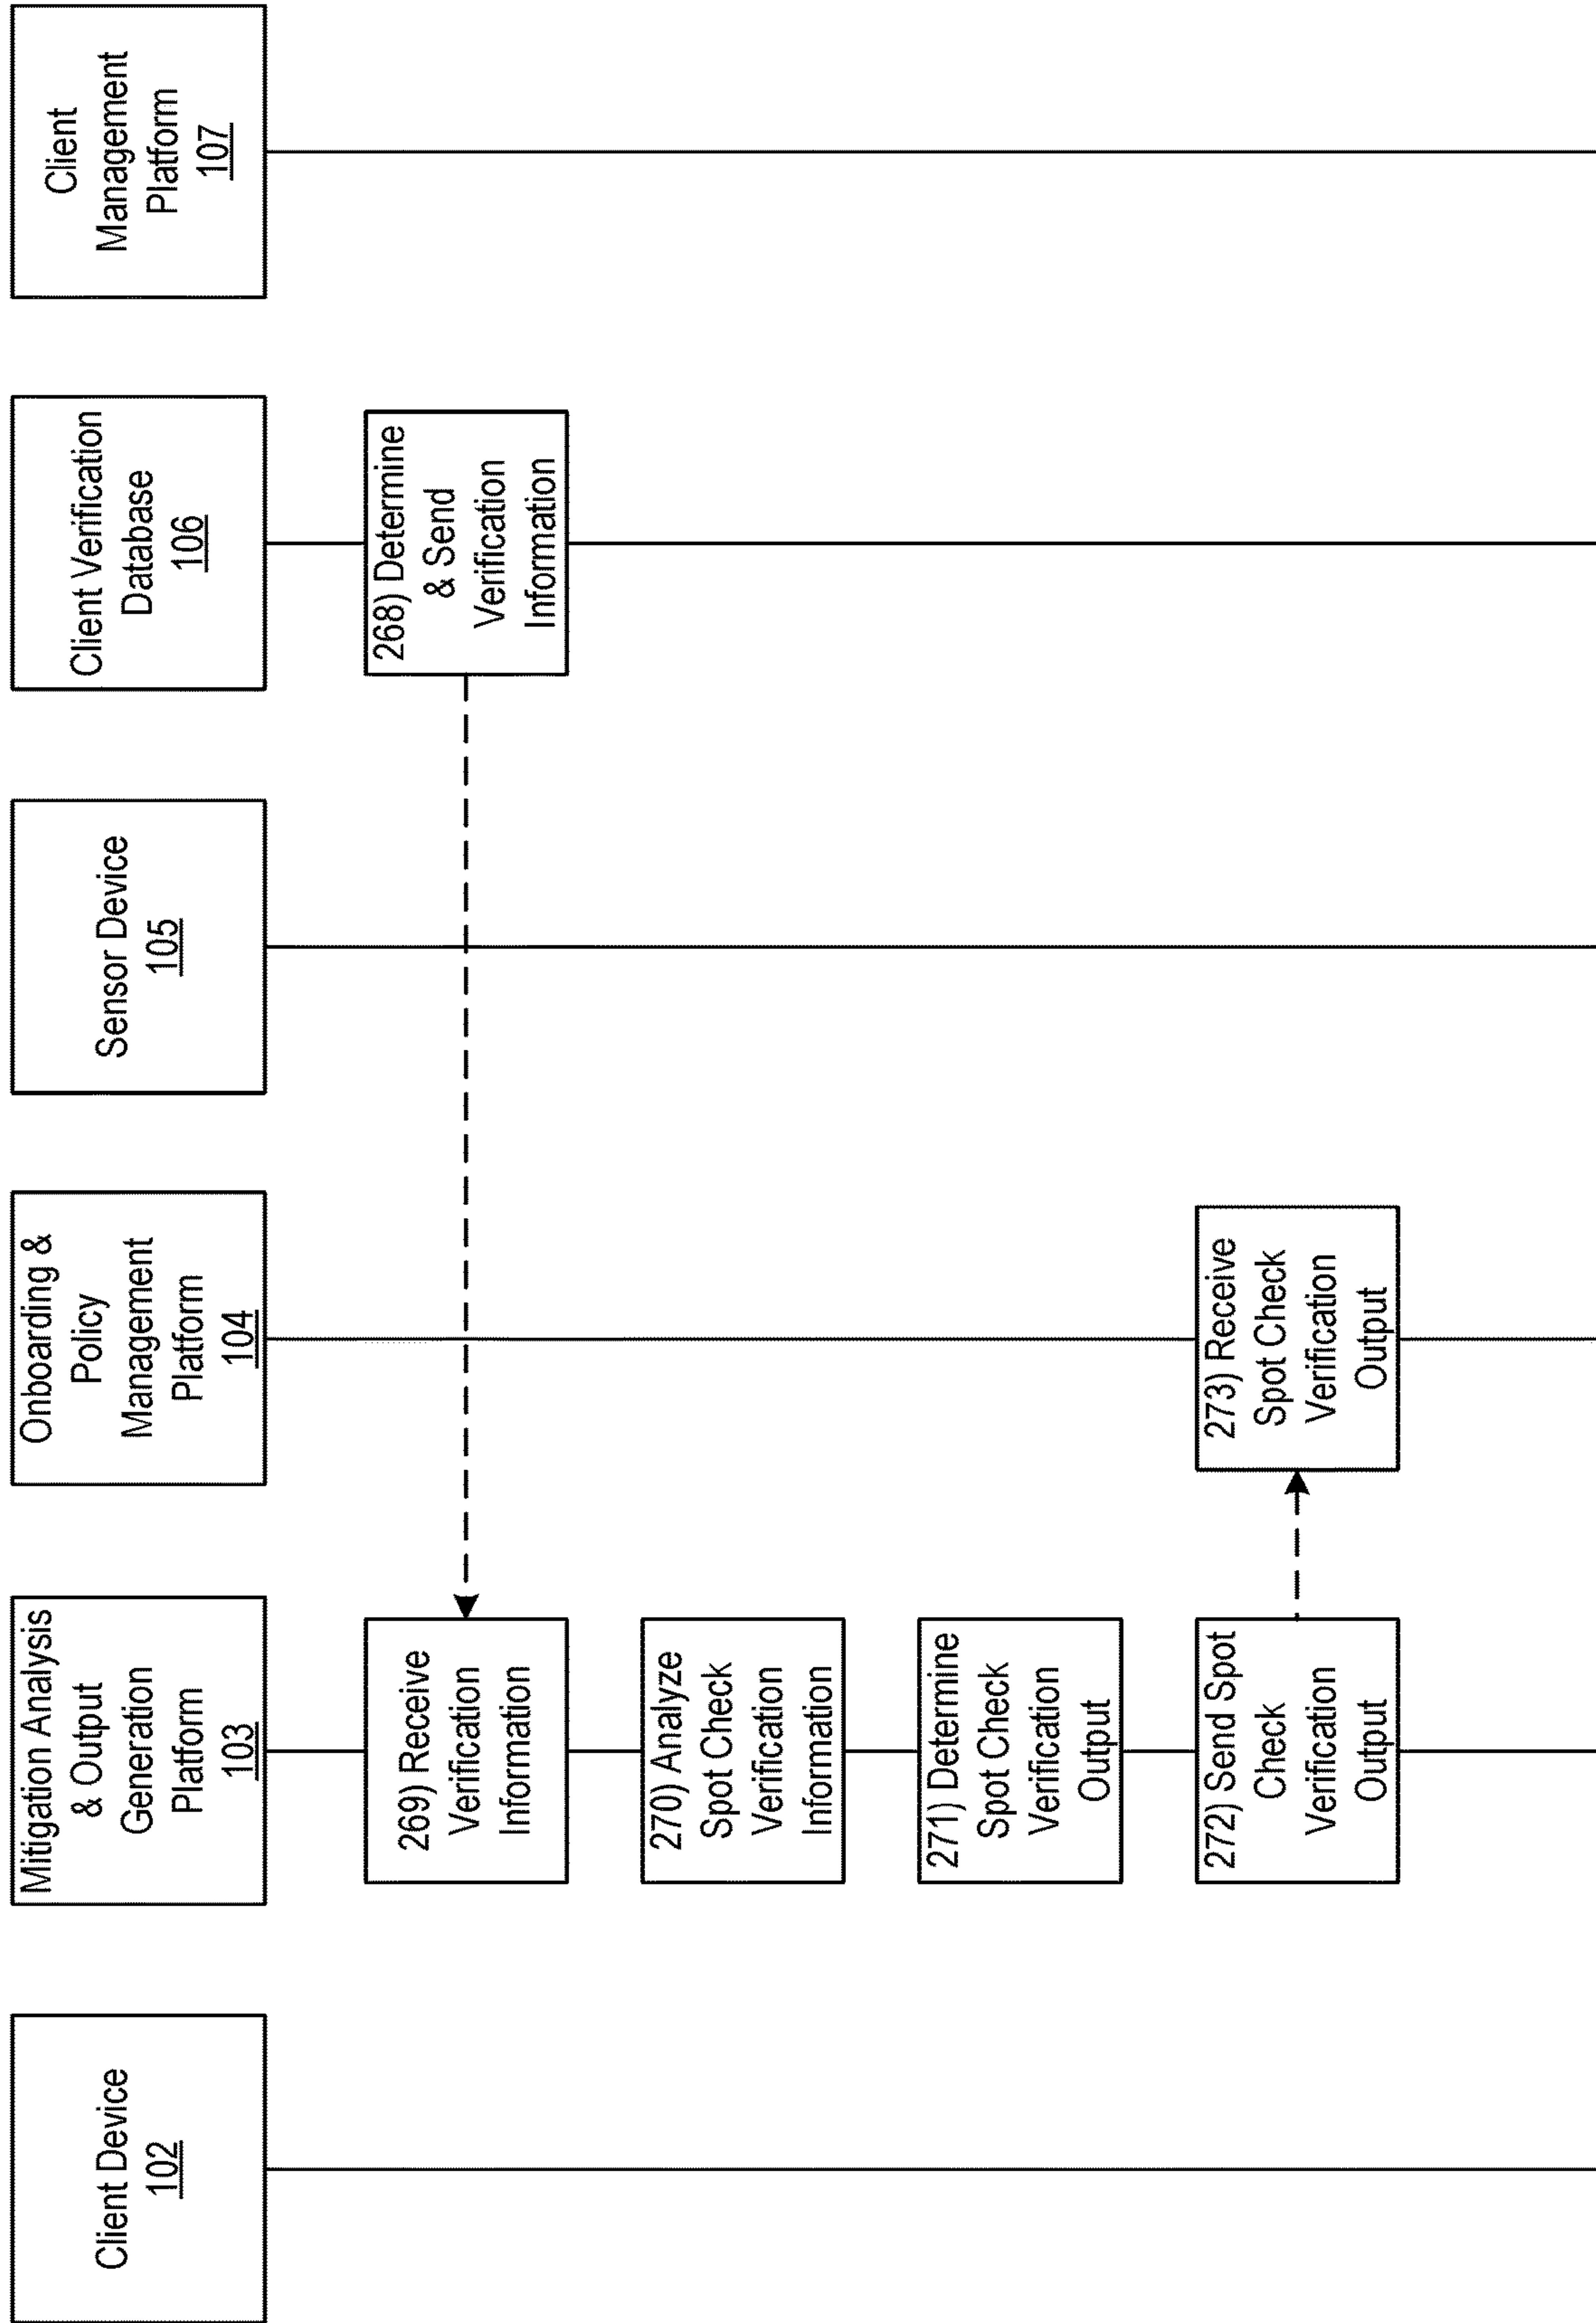 Client Device
102
Mitigation Analysis
& Output
Generation
Platform
103
Onboarding &
Policy
Management
Platform
104
Sensor Device
105
Client Verification
Database
106
Client
Management
Platform
107
268) Determine
& Send
Verification
Information
269) Receive
Verification
Information
270) Analyze
Spot Check
Verification
Information
271) Determine
Spot Check
Verification
Output
272) Send Spot
Check
Verification
Output
273) Receive
Spot Check
Verification
Output